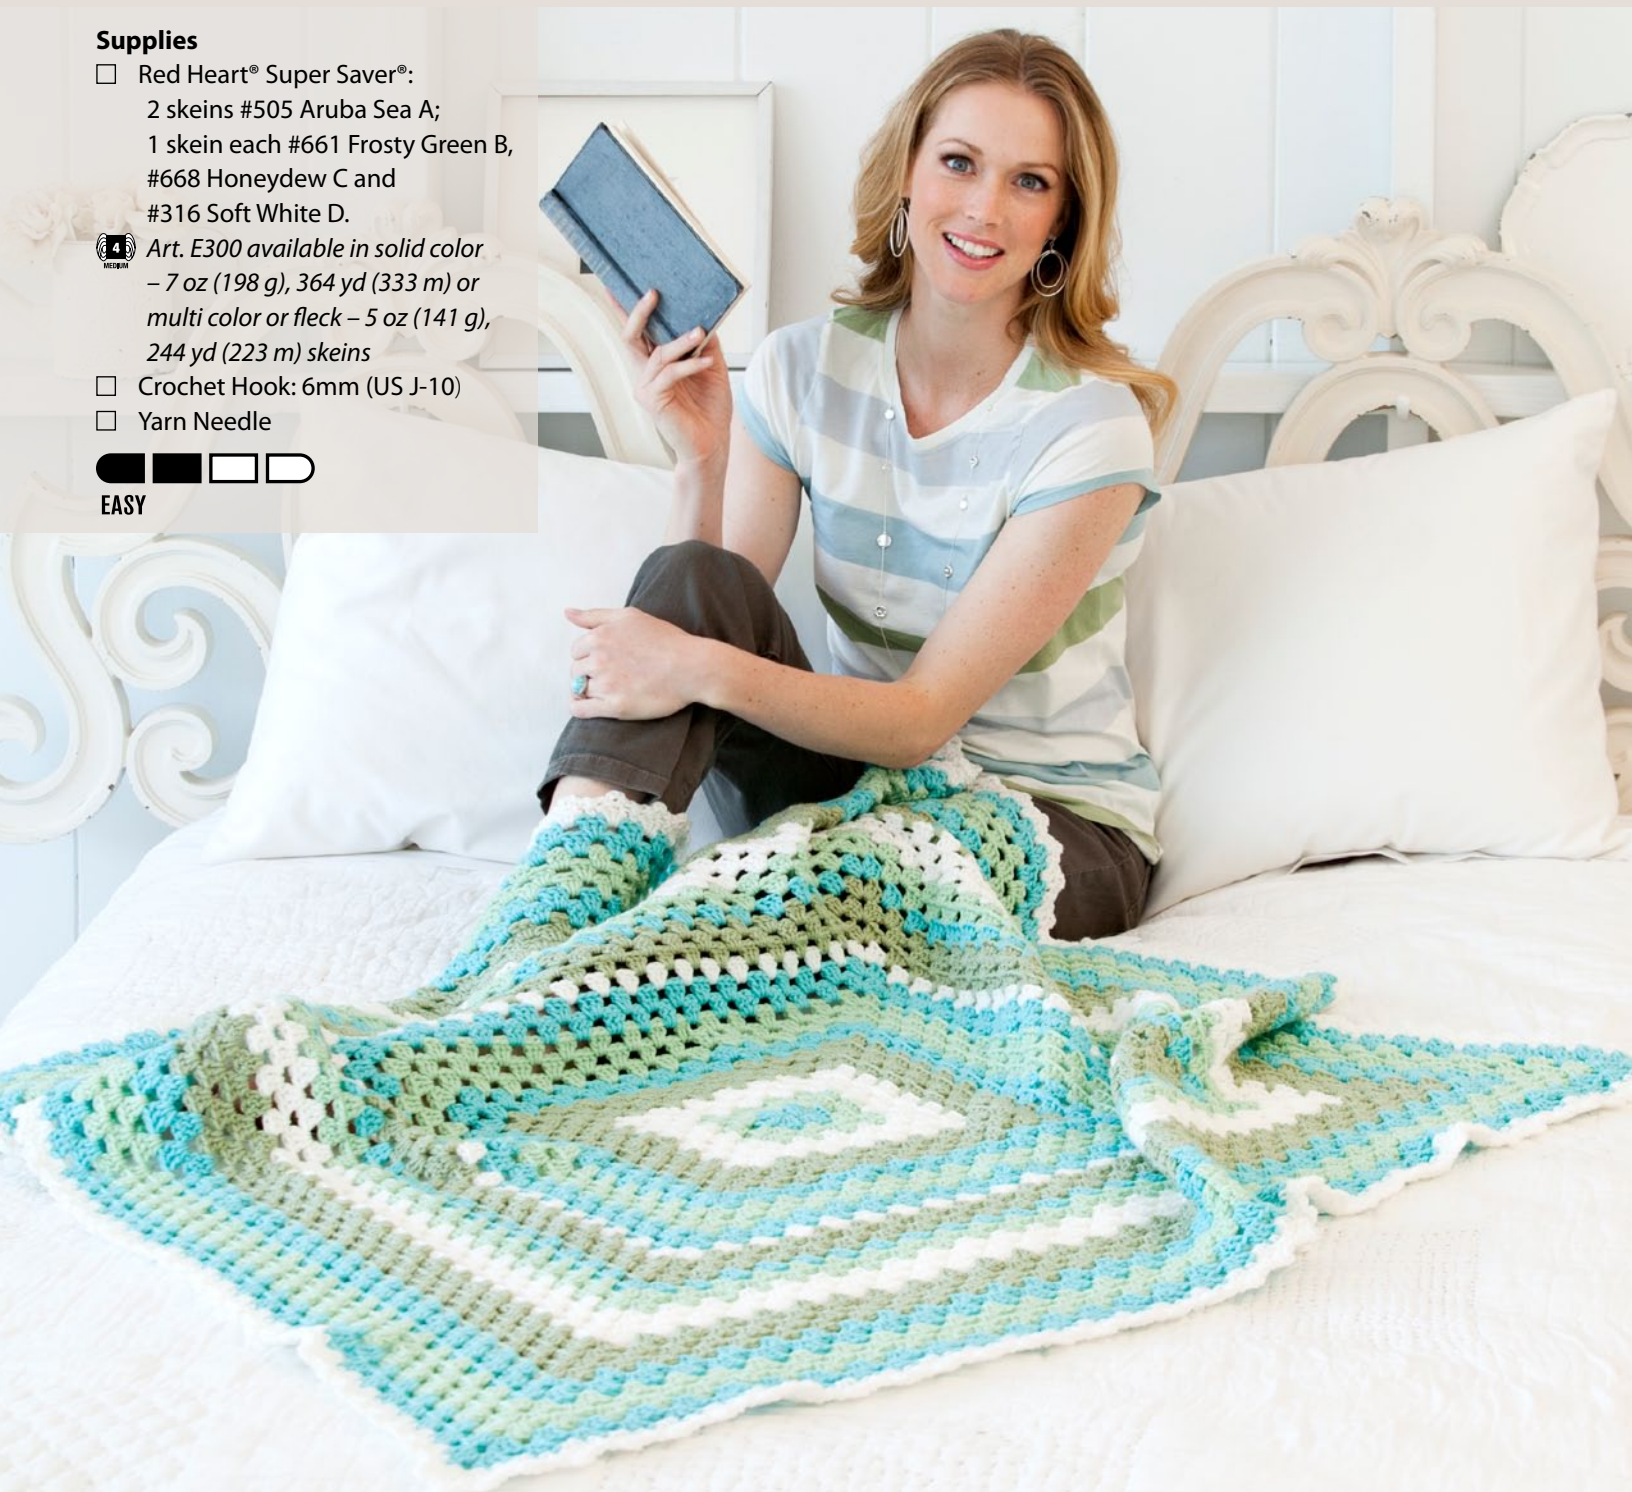 Supplies
Red Heart® Super Saver®:
2 skeins #505 Aruba Sea A;
1 skein each #661 Frosty Green B,
#668 Honeydew C and
#316 Soft White D.
4
MEDIUM
Art. E300 available in solid color
– 7 oz (198 g), 364 yd (333 m) or
multi color or fleck – 5 oz (141 g),
244 yd (223 m) skeins
Crochet Hook: 6mm (US J-10)
Yarn Needle
EASY